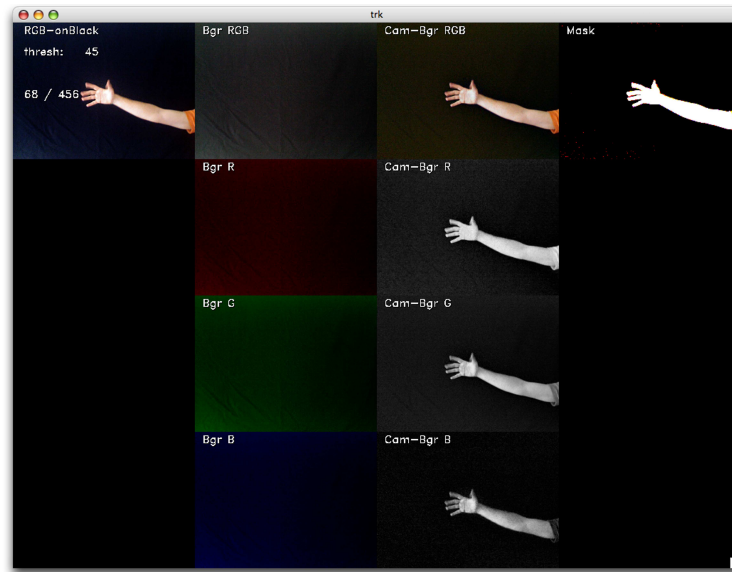 trk
RGB-onBlack
Bgr RGB
Cam-Bgr RGB
Mask
thresh: 45
68 / 456
Bgr R
Cam-Bgr R
Bgr G
Cam-Bgr G
Bgr B
Cam-Bgr B